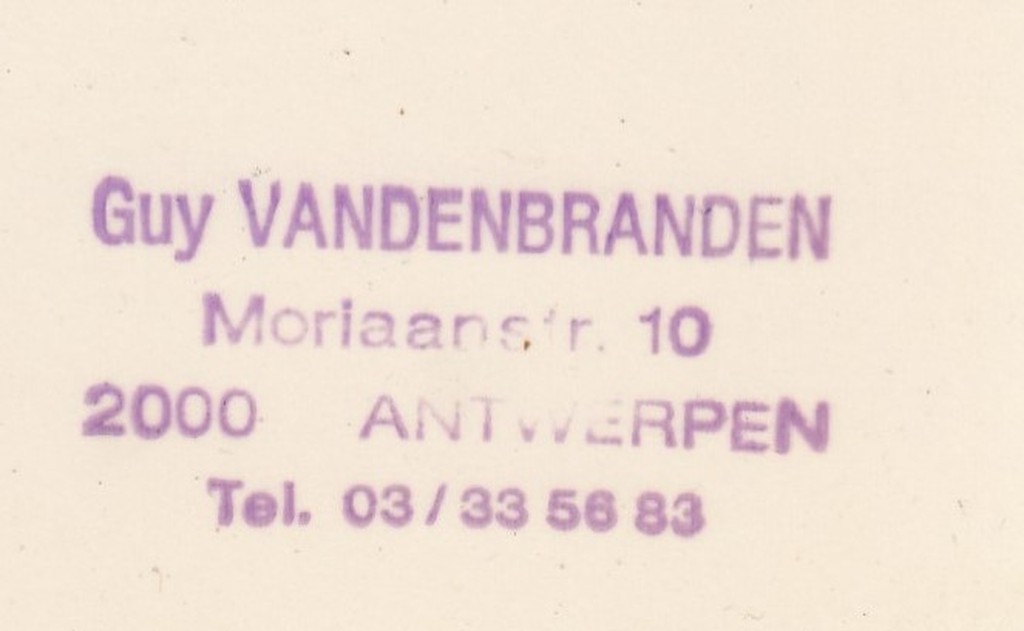 Guy VANDENBRANDEN
Moriaanstr. 10
2000 ANTWERPEN
Tel. 03/33 56 83